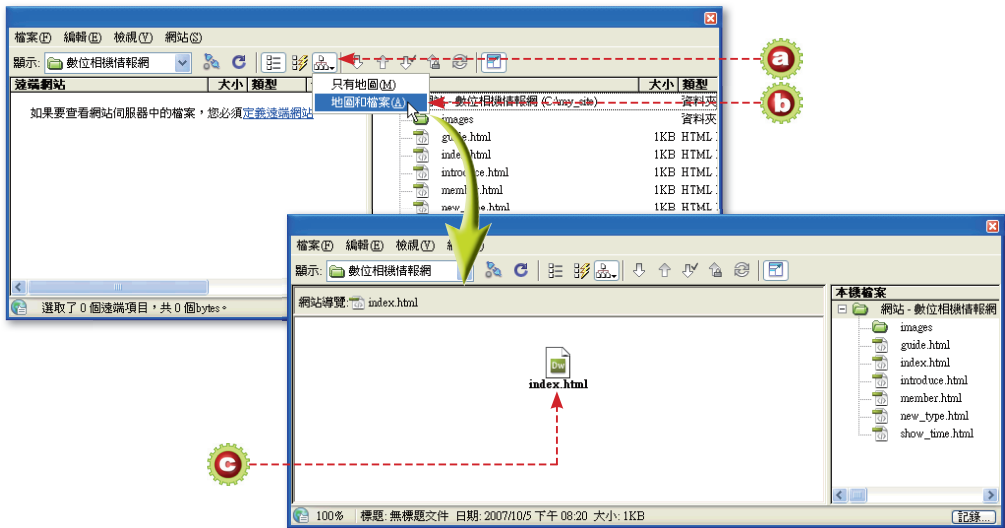 檔案(F) 編輯(E) 檢視(V) 網站(S)
顯示: 數位相機情報網
遠端網站 大小 類型
大小 類型
只有地圖(M)
地圖和檔案(A)
如果要查看網站伺服器中的檔案,您必須定義遠端網站
數位相機情報網 (C:\my_site) 資料夾
images 資料夾
guide.html 1KB HTML
index.html 1KB HTML
introduce.html 1KB HTML
member.html 1KB HTML
new_type.html 1KB HTML
選取了 0 個遠端項目,共 0 個bytes。
a
b
檔案(F) 編輯(E) 檢視(V)
顯示: 數位相機情報網
網站導覽: index.html
Dw
index.html
本機檔案
網站 - 數位相機情報網
images
guide.html
index.html
introduce.html
member.html
new_type.html
show_time.html
c
100% 標題: 無標題文件 日期: 2007/10/5 下午 08:20 大小: 1KB
記錄...